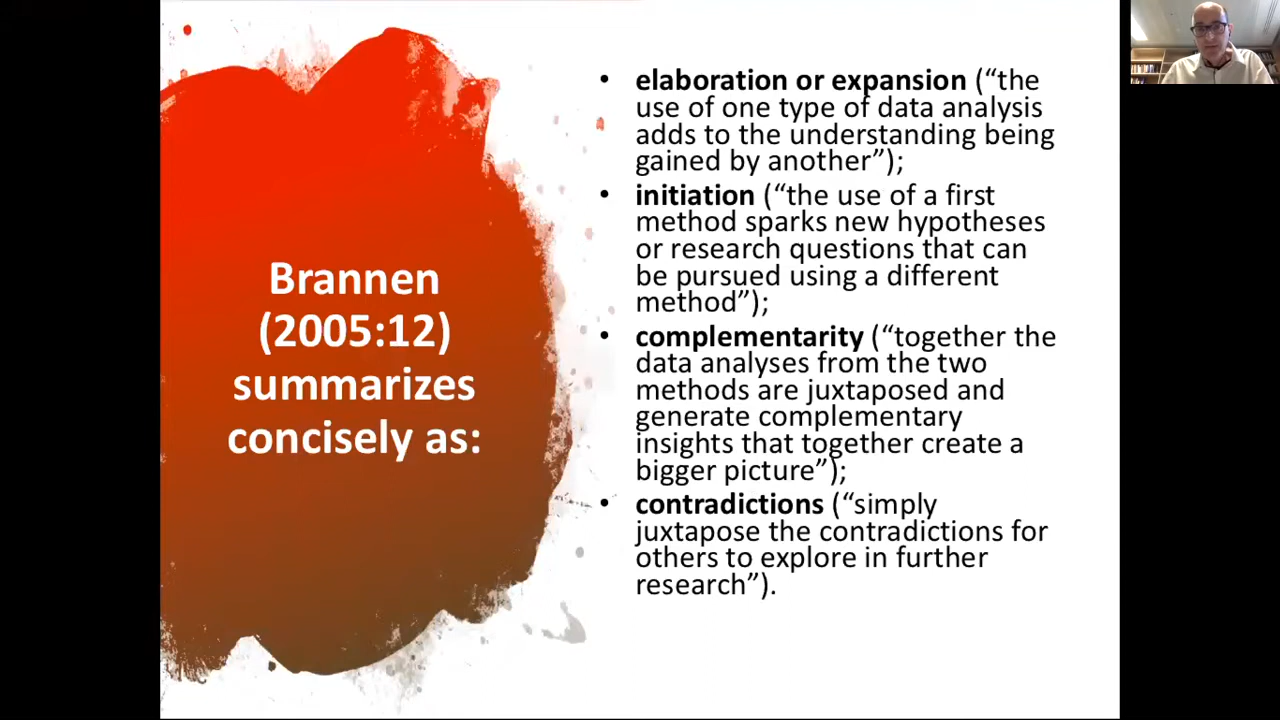 Brannen
(2005:12)
summarizes
concisely as:
• elaboration or expansion (“the
use of one type of data analysis
adds to the understanding being
gained by another”);
• initiation (“the use of a first
method sparks new hypotheses
or research questions that can
be pursued using a different
method”);
• complementarity (“together the
data analyses from the two
methods are juxtaposed and
generate complementary
insights that together create a
bigger picture”);
• contradictions (“simply
juxtapose the contradictions for
others to explore in further
research”).